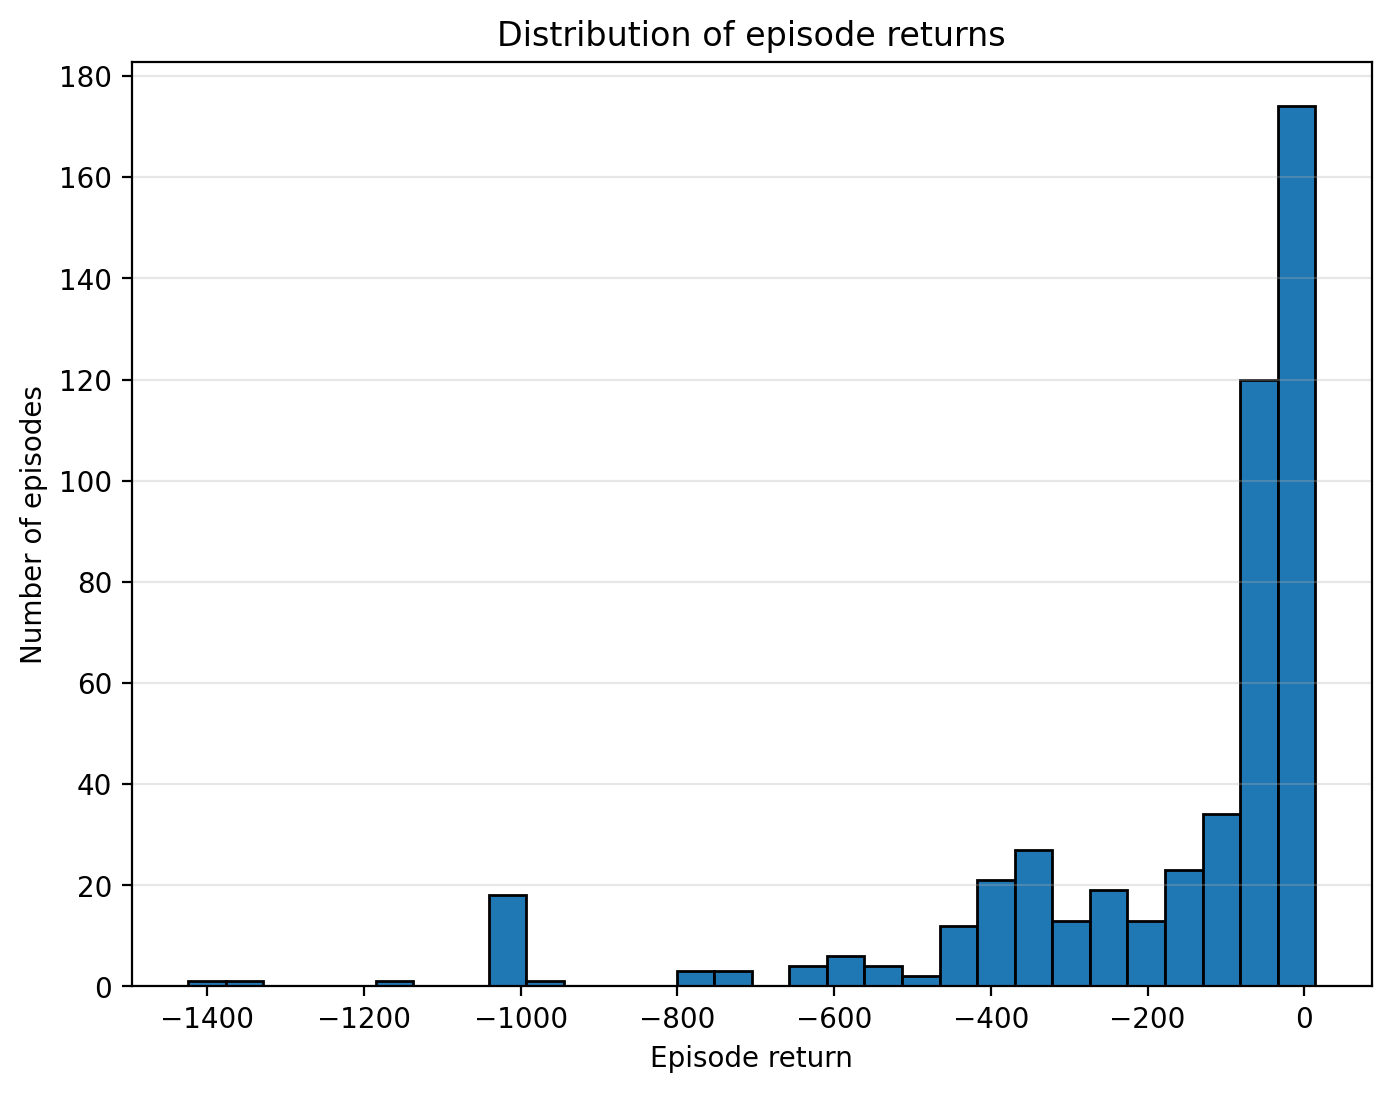 Distribution of episode returns
180
160
140
120
100
80
60
40
20
0
Number of episodes
−1400 −1200 −1000 −800 −600 −400 −200 0
Episode return